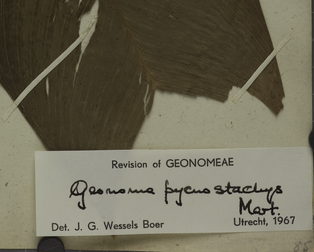 Revision of GEONOMEAE
Geonoma pycnostachys
Mart.
Det. J. G. Wessels Boer Utrecht, 1967